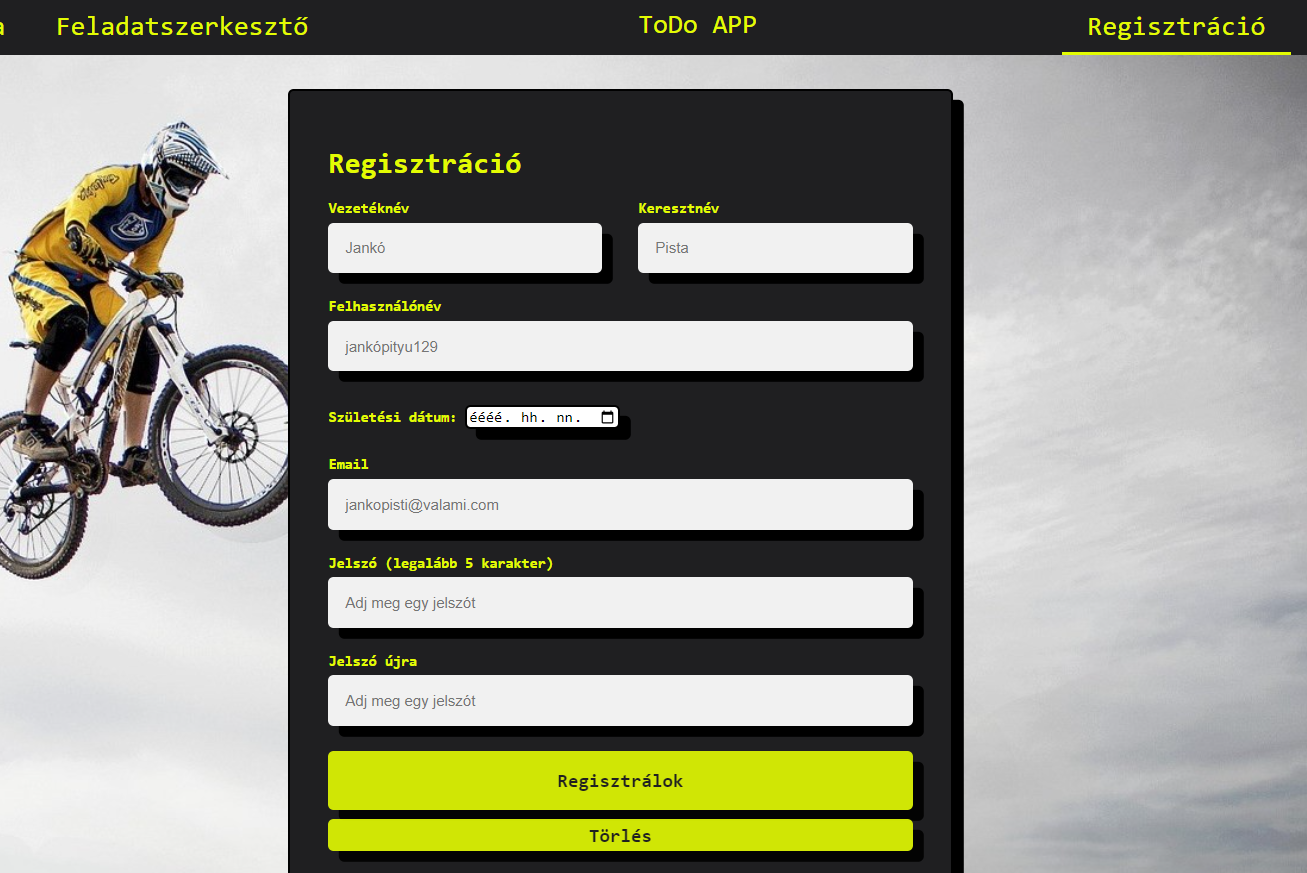 a Feladatszerkesztő ToDo APP Regisztráció
Regisztráció
Vezetéknév Keresztnév
Jankó Pista
Felhasználónév
jankópityu129
Születési dátum: éééé. hh. nn.
Email
jankopisti@valami.com
Jelszó (legalább 5 karakter)
Adj meg egy jelszót
Jelszó újra
Adj meg egy jelszót
Regisztrálok
Törlés